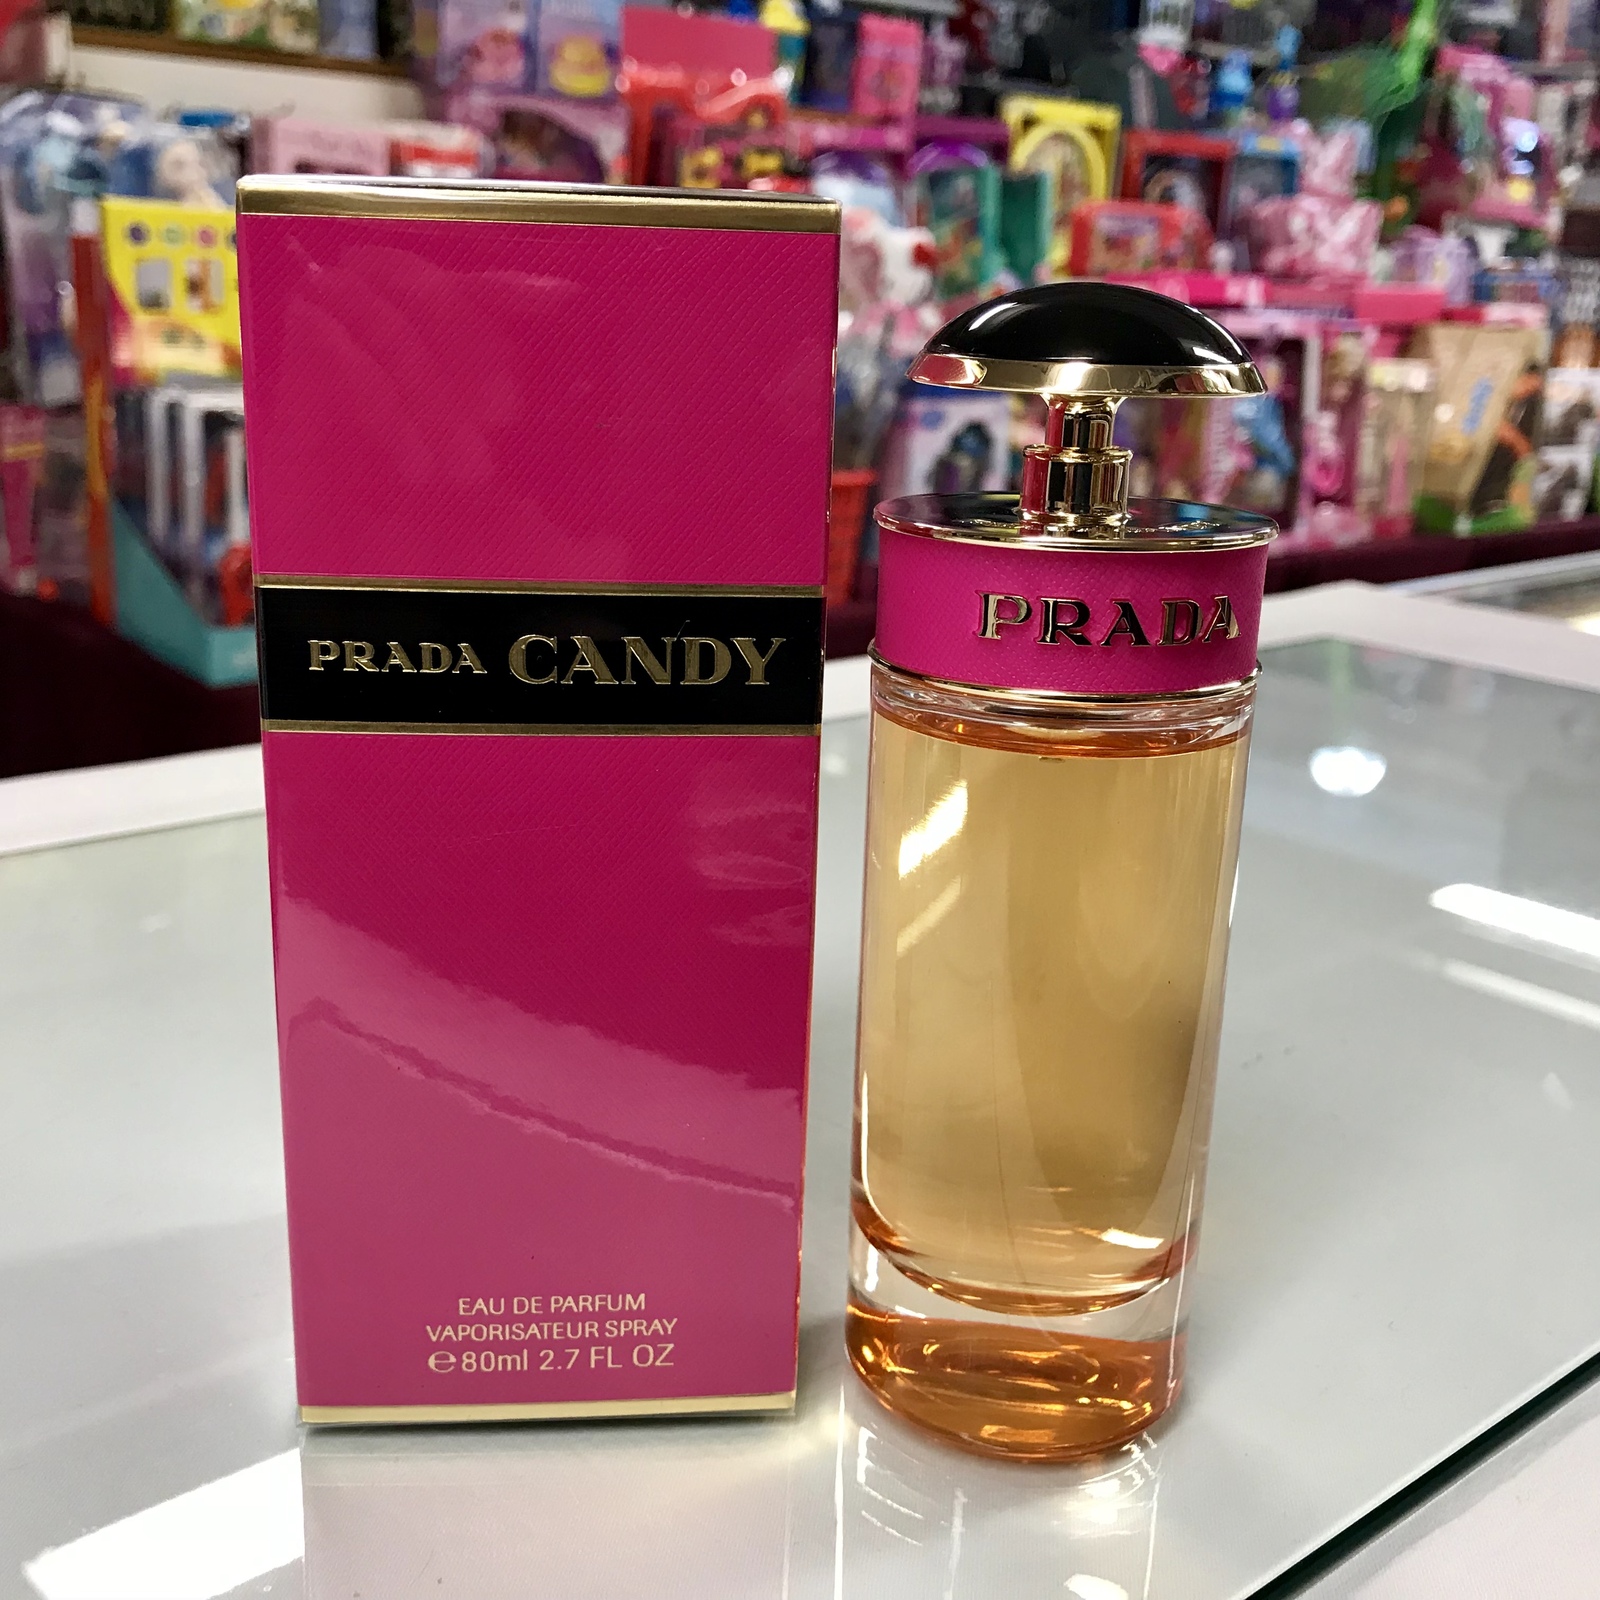 PRADA CANDY
EAU DE PARFUM
VAPORISATEUR SPRAY
℮80ml 2.7 FL OZ
PRADA